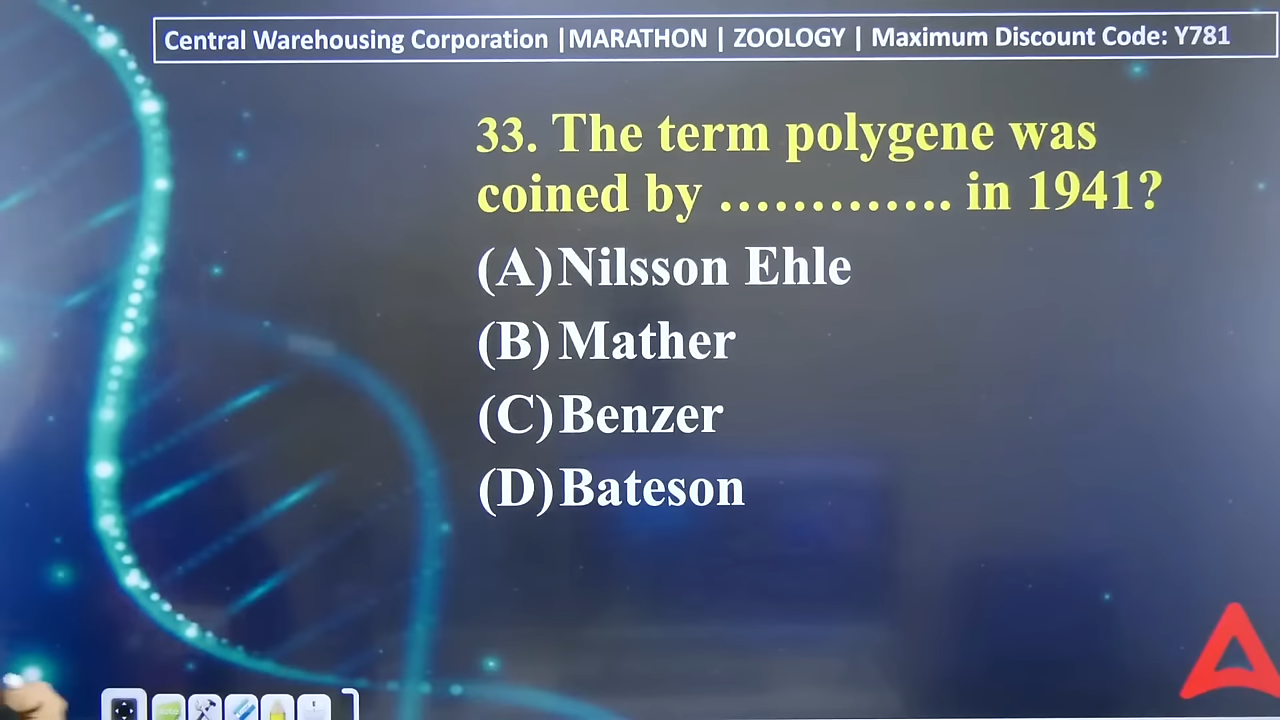 Central Warehousing Corporation |MARATHON | ZOOLOGY | Maximum Discount Code: Y781
33. The term polygene was
coined by …………. in 1941?
(A) Nilsson Ehle
(B) Mather
(C) Benzer
(D) Bateson